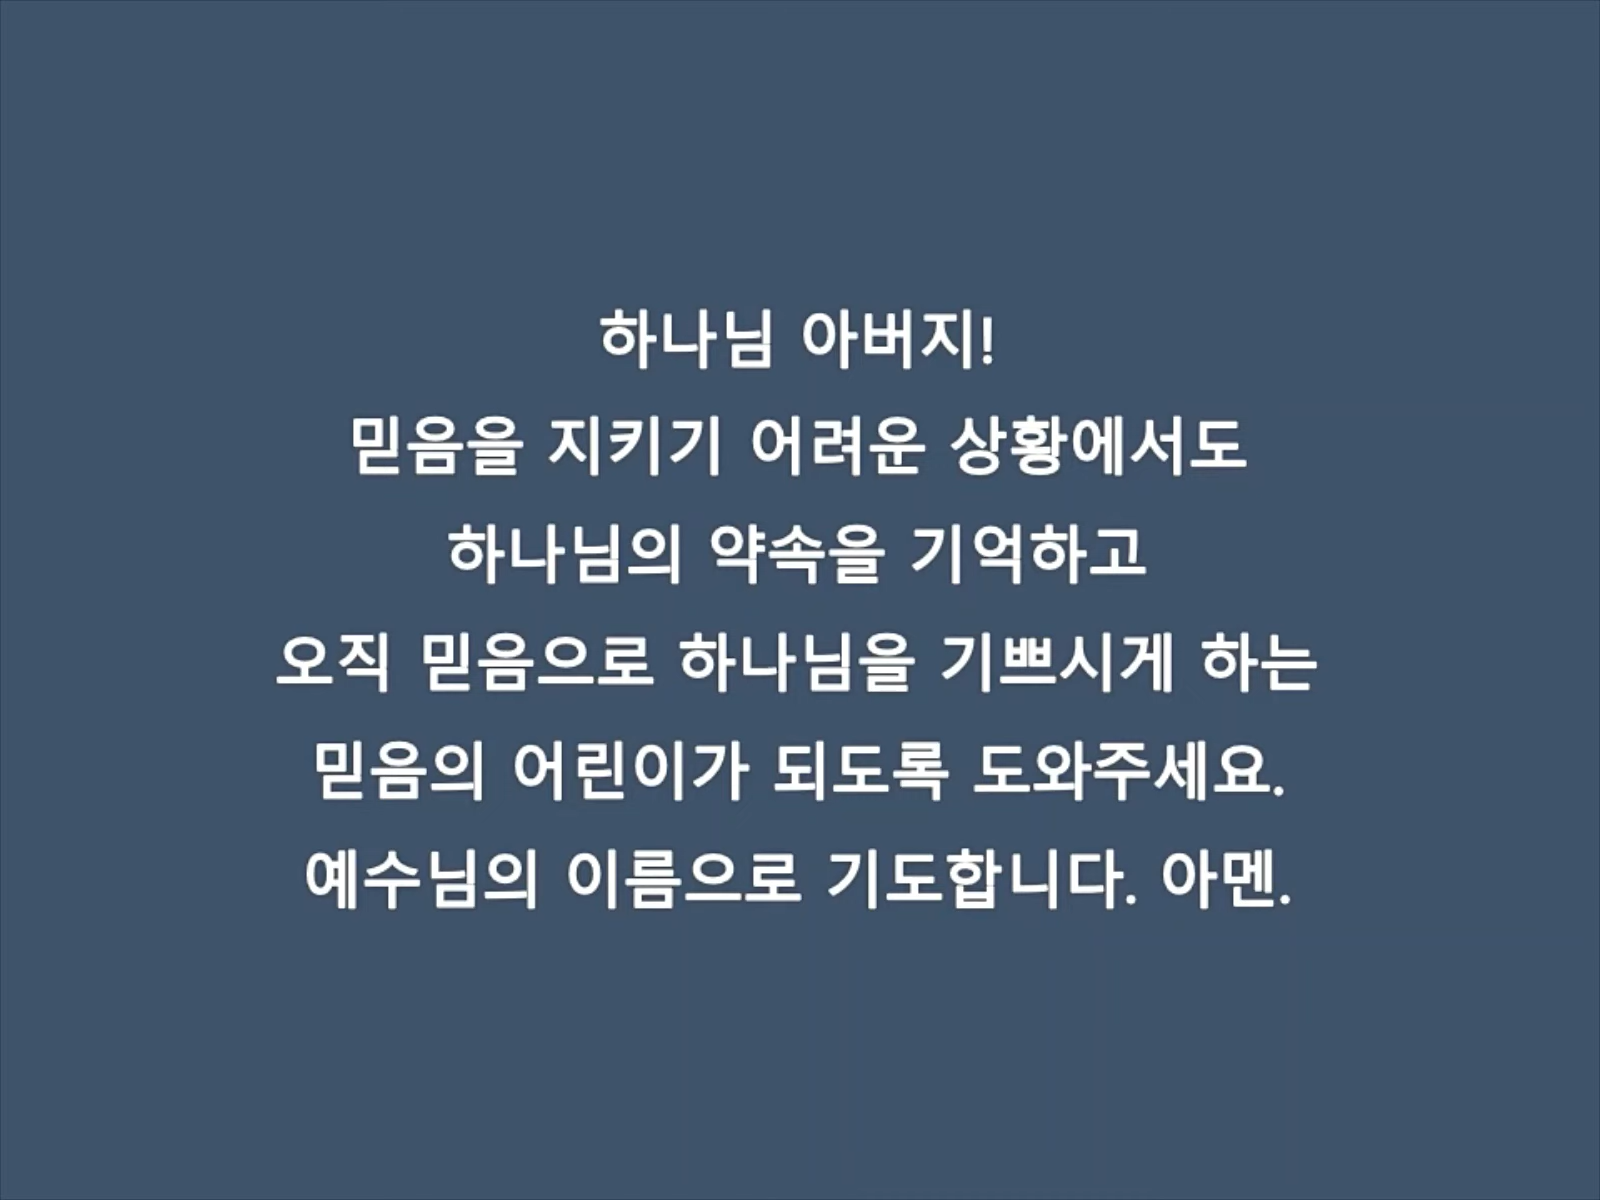 하나님 아버지!
믿음을 지키기 어려운 상황에서도
하나님의 약속을 기억하고
오직 믿음으로 하나님을 기쁘시게 하는
믿음의 어린이가 되도록 도와주세요.
예수님의 이름으로 기도합니다. 아멘.